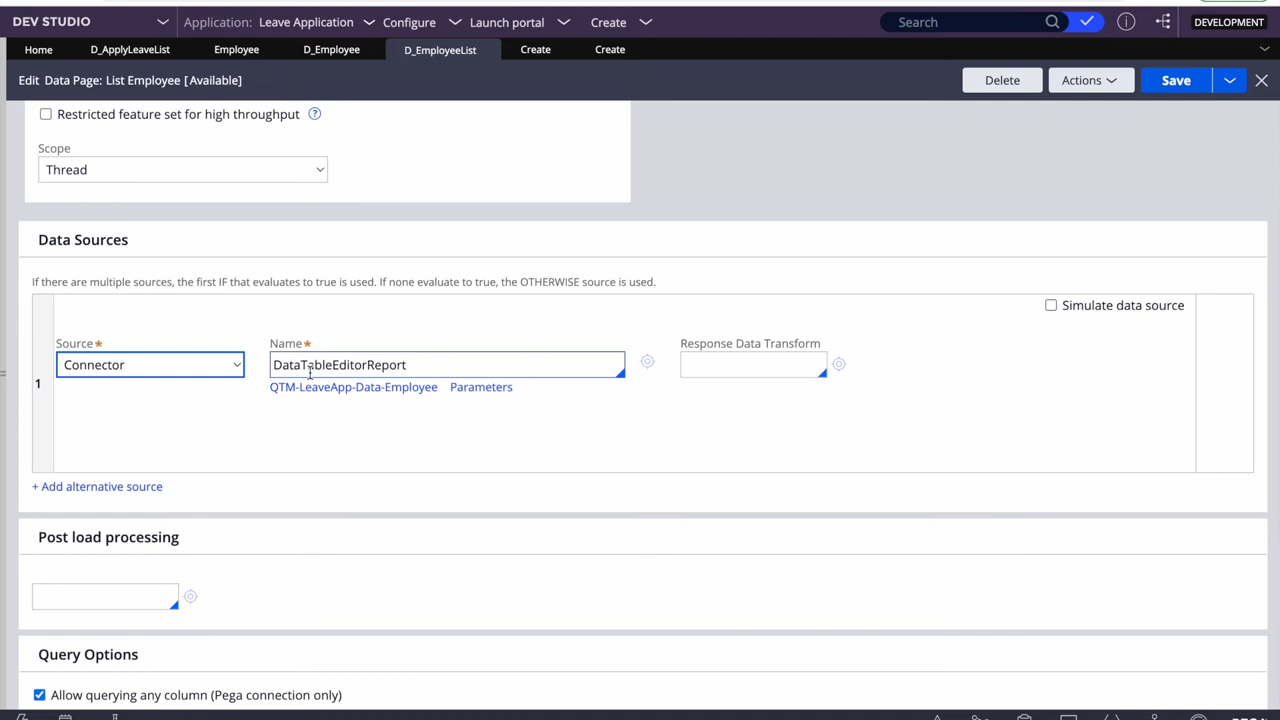 DEV STUDIO Application: Leave Application Configure Launch portal Create Search DEVELOPMENT
Home D_ApplyLeaveList Employee D_Employee D_EmployeeList Create Create
Edit Data Page: List Employee [Available] Delete Actions Save
Restricted feature set for high throughput ?
Scope
Thread
Data Sources
If there are multiple sources, the first IF that evaluates to true is used. If none evaluate to true, the OTHERWISE source is used.
Simulate data source
Source* Name* Response Data Transform
Connector DataTableEditorReport
1 QTM-LeaveApp-Data-Employee Parameters
+ Add alternative source
Post load processing
Query Options
Allow querying any column (Pega connection only)